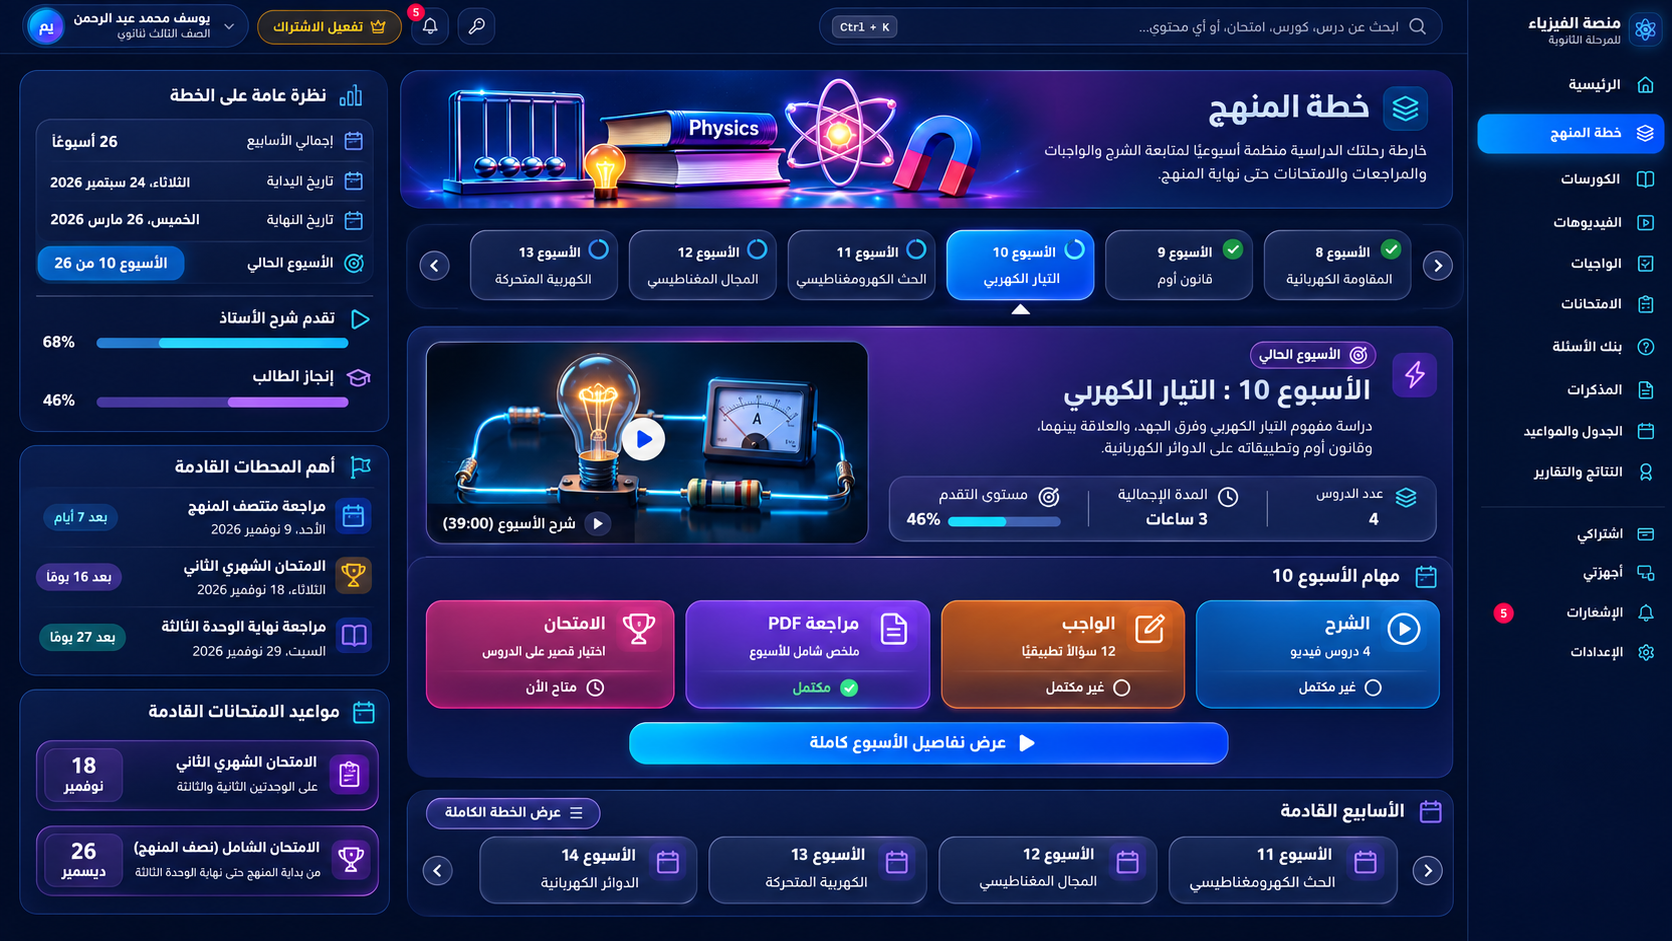 منصة الفيزياء
للمرحلة الثانوية
الرئيسية
خطة المنهج
الكورسات
الفيديوهات
الواجبات
الامتحانات
بنك الأسئلة
المذكرات
الجدول والمواعيد
النتائج والتقارير
اشتراكي
أجهزتي
الإشعارات
5
الإعدادات
ابحث عن درس، كورس، امتحان، أو أي محتوى...
Ctrl + K
5
تفعيل الاشتراك
يوسف محمد عبد الرحمن
الصف الثالث ثانوي
يم
خطة المنهج
خارطة رحلتك الدراسية منظمة أسبوعيًا لمتابعة الشرح والواجبات
والمراجعات والامتحانات حتى نهاية المنهج.
Physics
الأسبوع 8
المقاومة الكهربائية
الأسبوع 9
قانون أوم
الأسبوع 10
التيار الكهربي
الأسبوع 11
الحث الكهرومغناطيسي
الأسبوع 12
المجال المغناطيسي
الأسبوع 13
الكهربية المتحركة
الأسبوع الحالي
الأسبوع 10 : التيار الكهربي
دراسة مفهوم التيار الكهربي وفرق الجهد، والعلاقة بينهما،
وقانون أوم وتطبيقاته على الدوائر الكهربائية.
عدد الدروس
4
المدة الإجمالية
3 ساعات
مستوى التقدم
46%
A
شرح الأسبوع (39:00)
مهام الأسبوع 10
الشرح
4 دروس فيديو
غير مكتمل
الواجب
12 سؤالاً تطبيقيًا
غير مكتمل
مراجعة PDF
ملخص شامل للأسبوع
مكتمل
الامتحان
اختبار قصير على الدروس
متاح الآن
عرض تفاصيل الأسبوع كاملة
الأسابيع القادمة
عرض الخطة الكاملة
الأسبوع 11
الحث الكهرومغناطيسي
الأسبوع 12
المجال المغناطيسي
الأسبوع 13
الكهربية المتحركة
الأسبوع 14
الدوائر الكهربائية
نظرة عامة على الخطة
إجمالي الأسابيع
26 أسبوعًا
تاريخ البداية
الثلاثاء، 24 سبتمبر 2026
تاريخ النهاية
الخميس، 26 مارس 2026
الأسبوع الحالي
الأسبوع 10 من 26
تقدم شرح الأستاذ
68%
إنجاز الطالب
46%
أهم المحطات القادمة
مراجعة منتصف المنهج
الأحد، 9 نوفمبر 2026
بعد 7 أيام
الامتحان الشهري الثاني
الثلاثاء، 18 نوفمبر 2026
بعد 16 يومًا
مراجعة نهاية الوحدة الثالثة
السبت، 29 نوفمبر 2026
بعد 27 يومًا
مواعيد الامتحانات القادمة
الامتحان الشهري الثاني
على الوحدتين الثانية والثالثة
18
نوفمبر
الامتحان الشامل (نصف المنهج)
من بداية المنهج حتى نهاية الوحدة الثالثة
26
ديسمبر